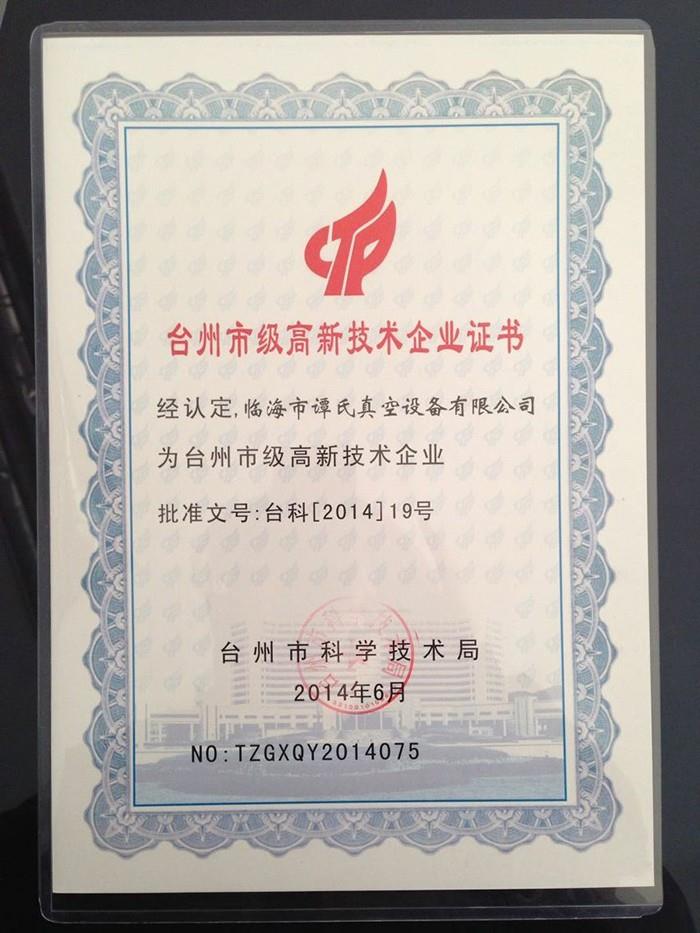 CTP
台州市级高新技术企业证书
经认定,临海市谭氏真空设备有限公司
为台州市级高新技术企业
批准文号:台科[2014]19号
台州市科学技术局
2014年6月
NO:TZGXQY2014075